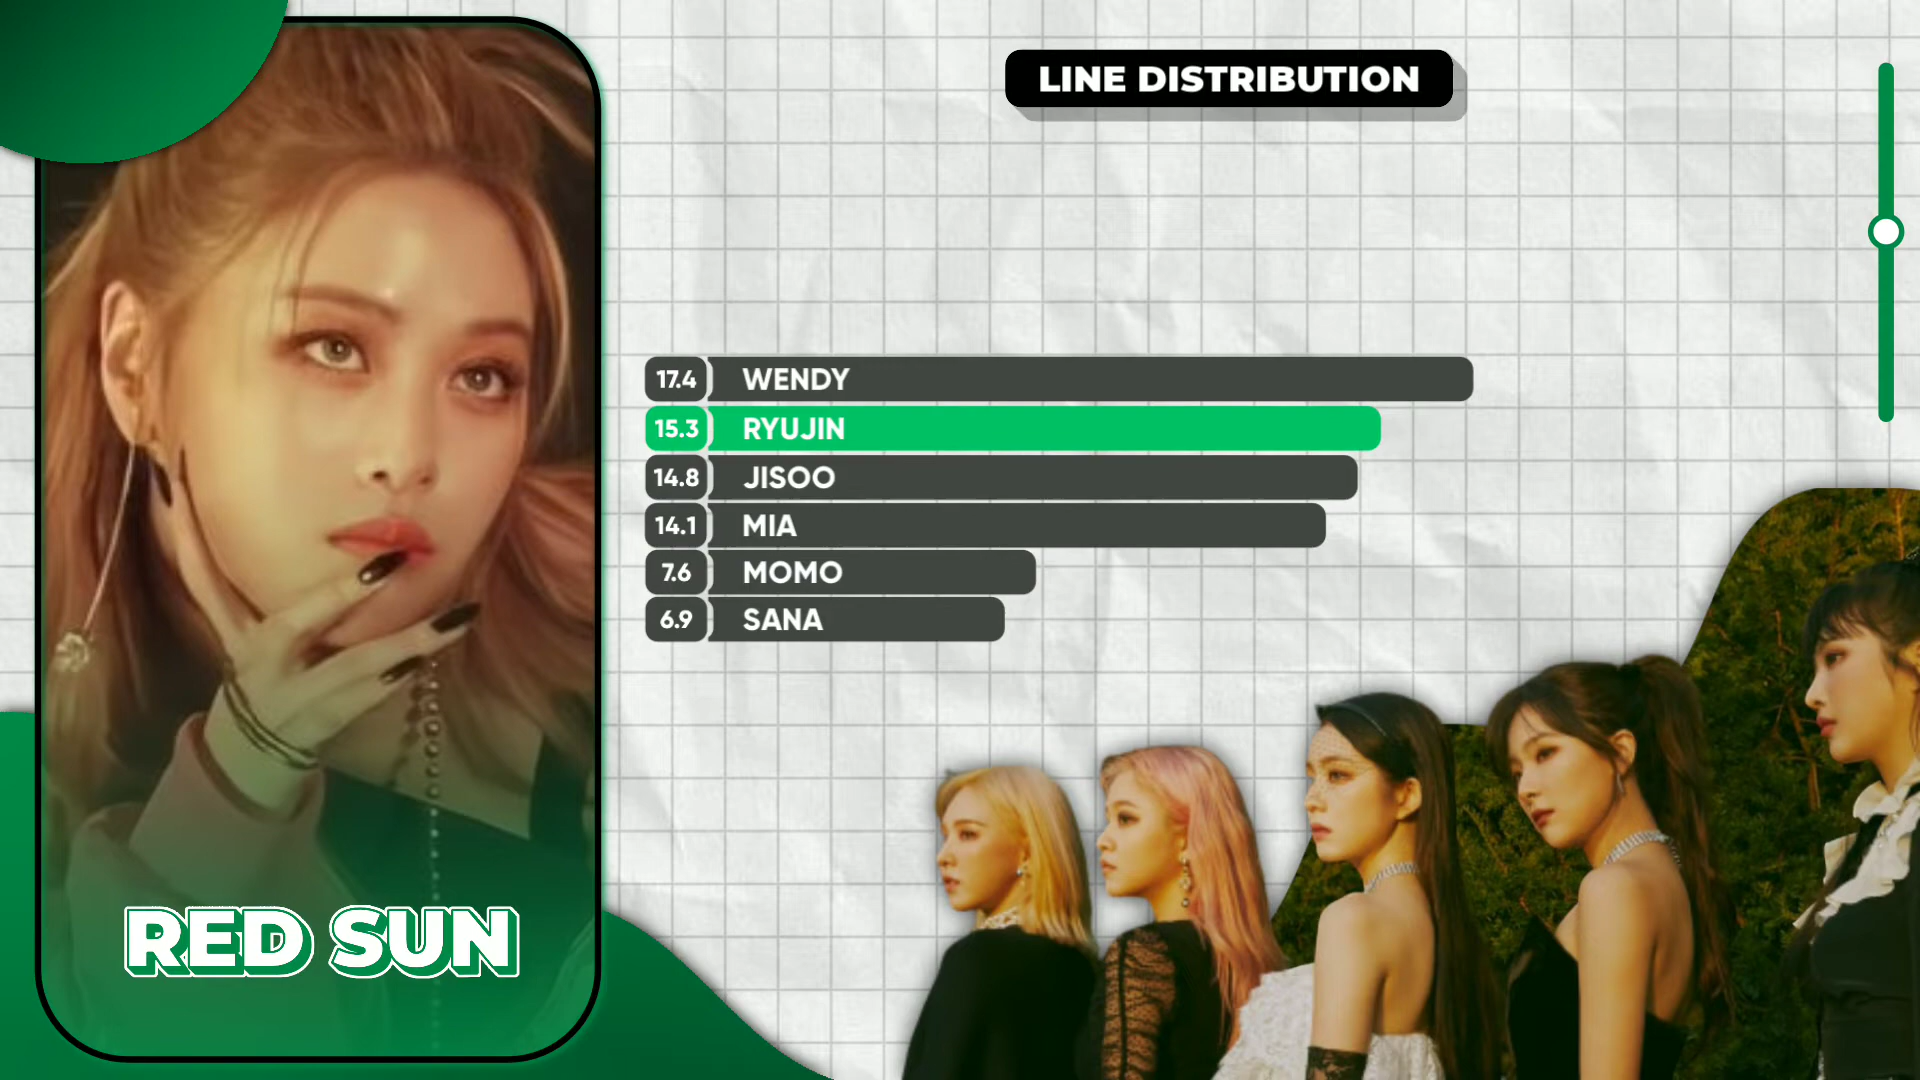 LINE DISTRIBUTION
17.4 WENDY
15.3 RYUJIN
14.8 JISOO
14.1 MIA
7.6 MOMO
6.9 SANA
RED SUN